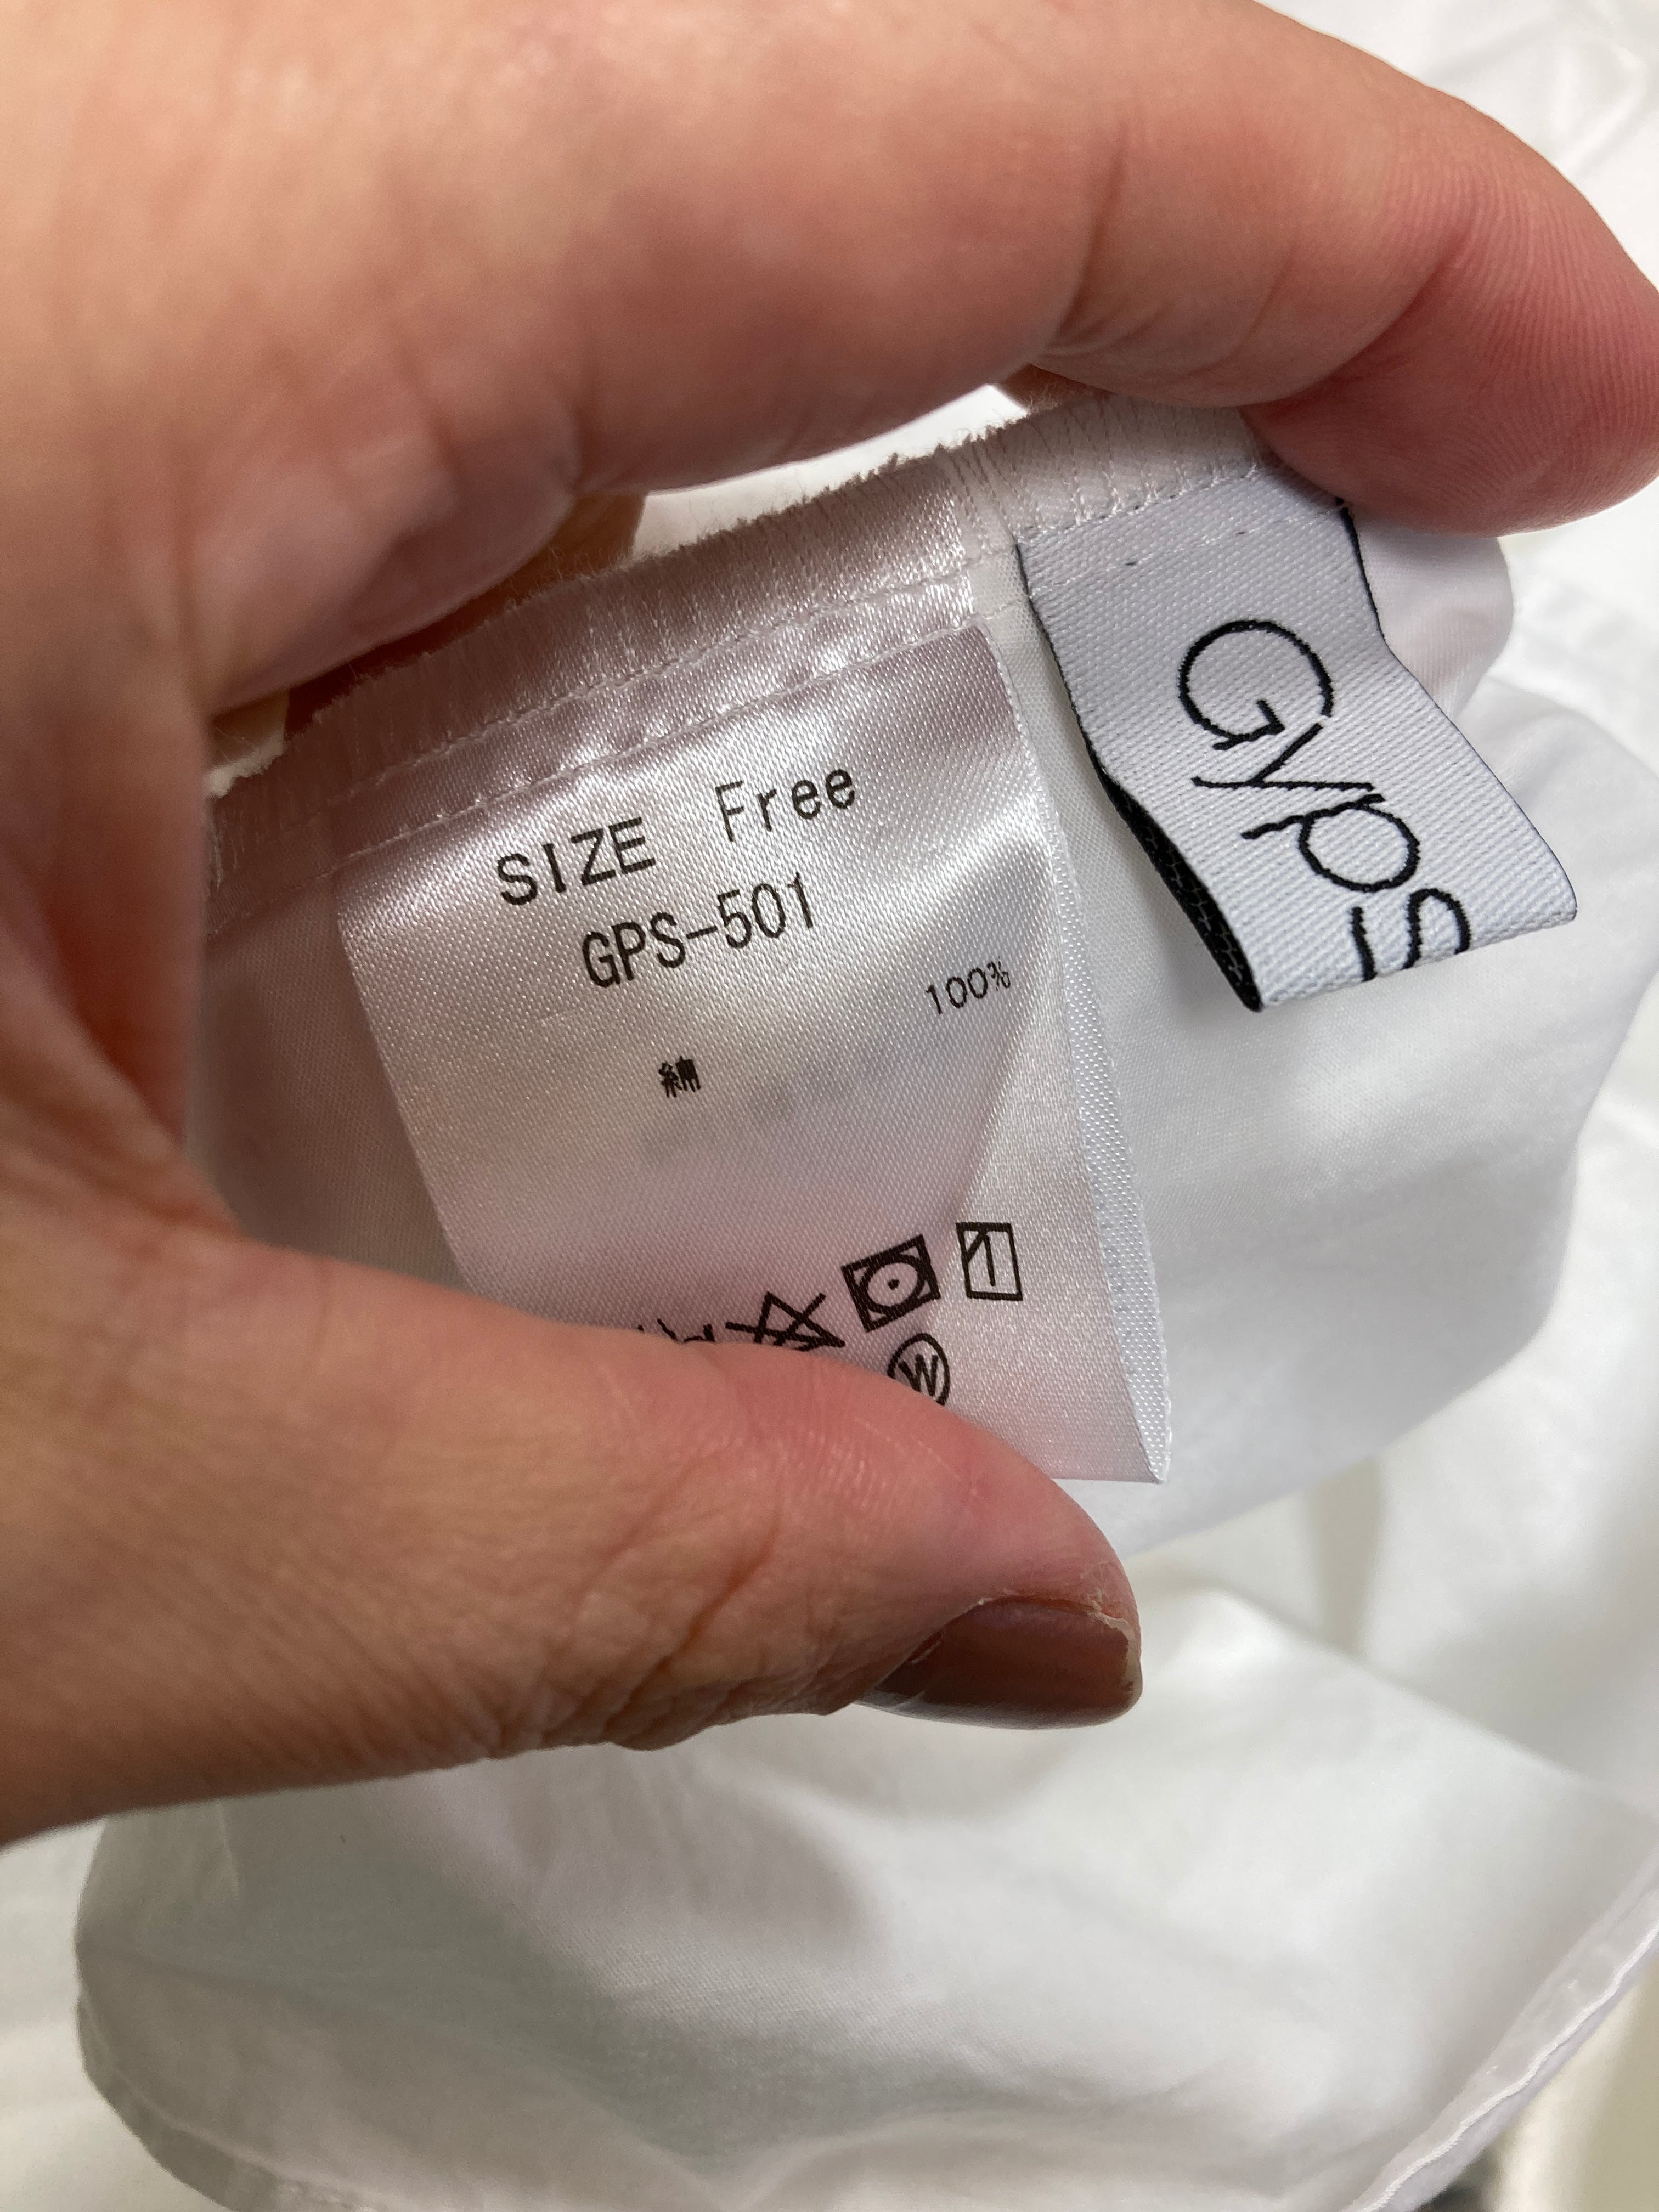 SIZE Free
GPS-501
100%
綿
W
Gyps